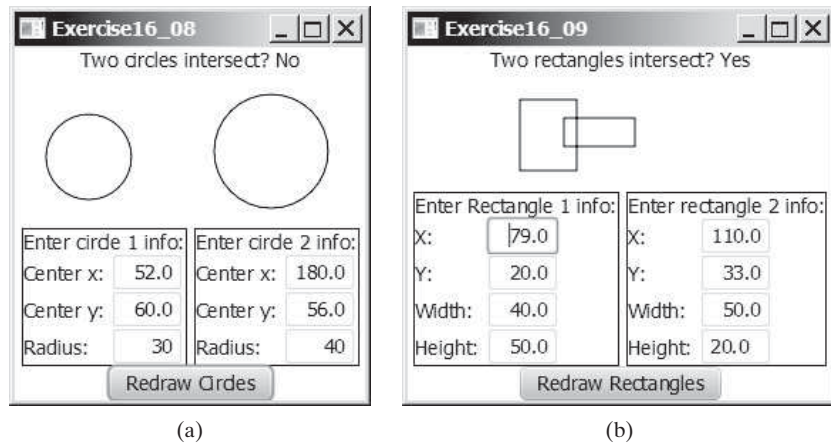 Exercise16_08
Two circles intersect? No
Enter circle 1 info:
Center x: 52.0
Center y: 60.0
Radius: 30
Enter circle 2 info:
Center x: 180.0
Center y: 56.0
Radius: 40
Redraw Circles
(a)
Exercise16_09
Two rectangles intersect? Yes
Enter Rectangle 1 info:
X: 79.0
Y: 20.0
Width: 40.0
Height: 50.0
Enter rectangle 2 info:
X: 110.0
Y: 33.0
Width: 50.0
Height: 20.0
Redraw Rectangles
(b)